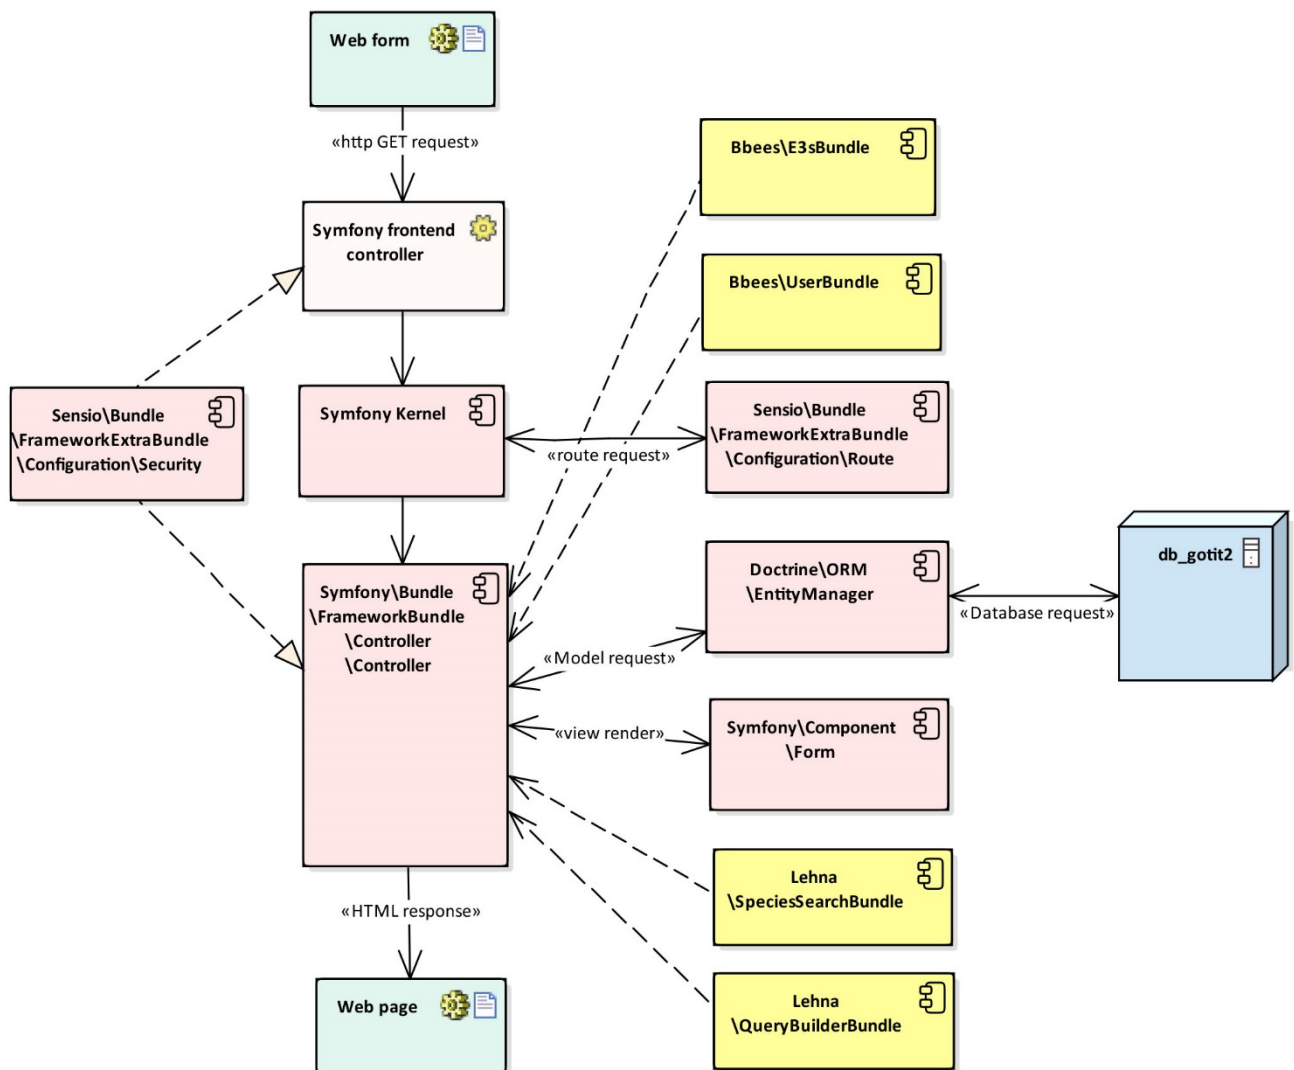 Web form
«http GET request»
Bbees\E3sBundle
Symfony frontend
controller
Bbees\UserBundle
Sensio\Bundle
\FrameworkExtraBundle
\Configuration\Security
Symfony Kernel
«route request»
Sensio\Bundle
\FrameworkExtraBundle
\Configuration\Route
Symfony\Bundle
\FrameworkBundle
\Controller
\Controller
Doctrine\ORM
\EntityManager
«Database request»
db_gotit2
«Model request»
«view render»
Symfony\Component
\Form
Lehna
\SpeciesSearchBundle
«HTML response»
Web page
Lehna
\QueryBuilderBundle